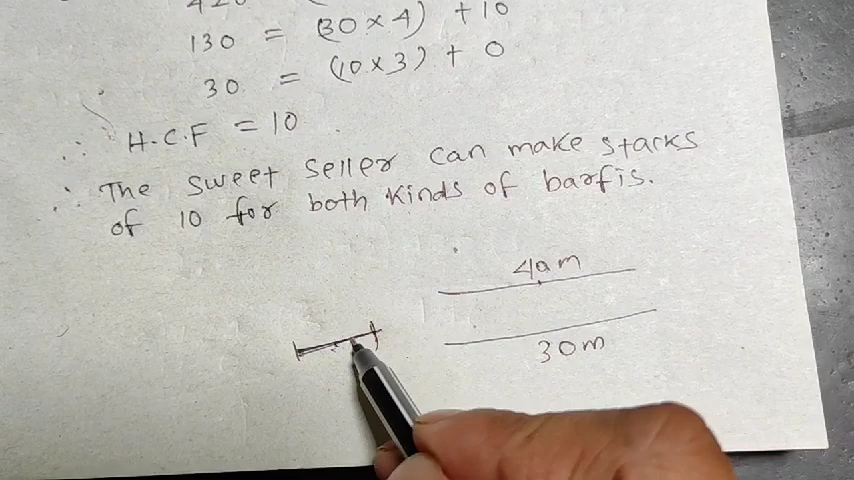 130 = (30 x 4) + 10
30 = (10 x 3) + 0
∴ H.C.F = 10
∴ The sweet seller can make stacks
of 10 for both kinds of barfis.
40m
30m